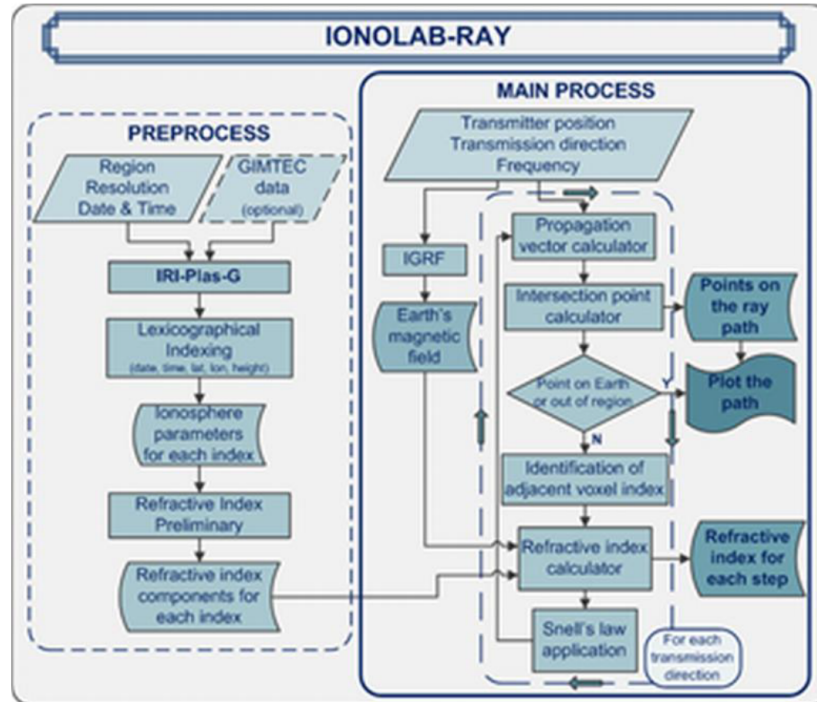 IONOLAB-RAY
PREPROCESS
Region
Resolution
Date & Time
GIMTEC
data
(optional)
IRI-Plas-G
Lexicographical
Indexing
(date, time, lat, lon, height)
Ionosphere
parameters
for each index
Refractive Index
Preliminary
Refractive index
components for
each index
MAIN PROCESS
Transmitter position
Transmission direction
Frequency
IGRF
Earth's
magnetic
field
Propagation
vector calculator
Intersection point
calculator
Points on
the ray
path
Point on Earth
or out of region
Y
Plot the
path
N
Identification of
adjacent voxel index
Refractive index
calculator
Refractive
index for
each step
Snell's law
application
For each
transmission
direction